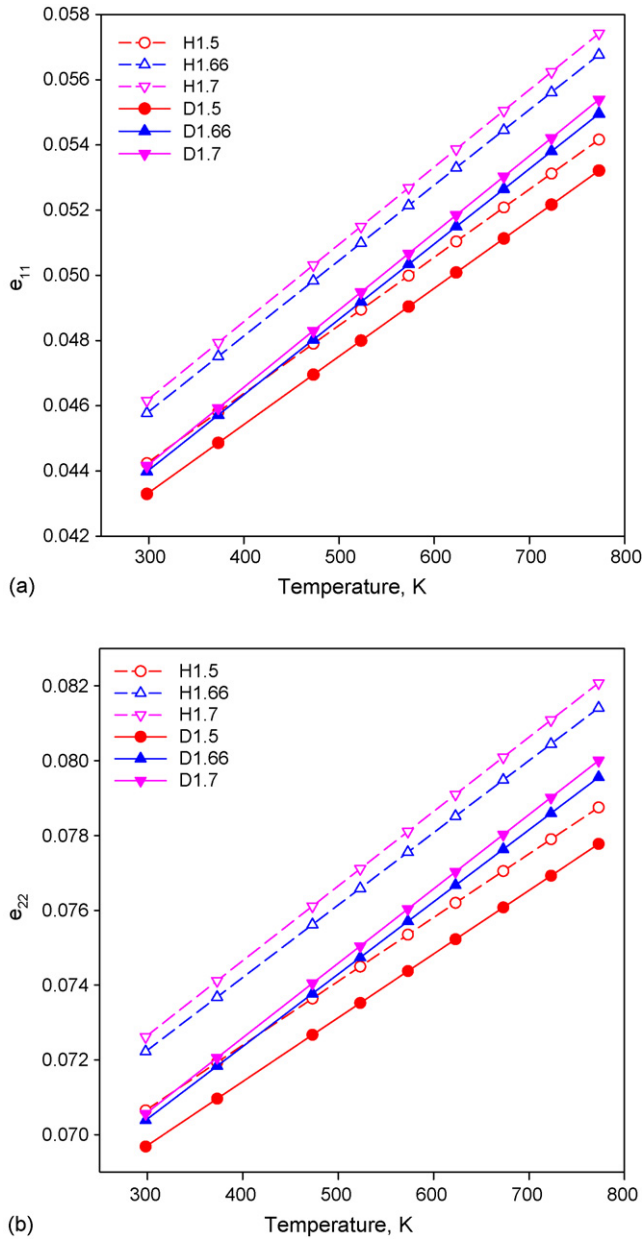 0.058
0.056
0.054
0.052
0.050
0.048
0.046
0.044
0.042
e11
H1.5
H1.66
H1.7
D1.5
D1.66
D1.7
300 400 500 600 700 800
Temperature, K
(a)
0.082
0.080
0.078
0.076
0.074
0.072
0.070
e22
H1.5
H1.66
H1.7
D1.5
D1.66
D1.7
300 400 500 600 700 800
Temperature, K
(b)